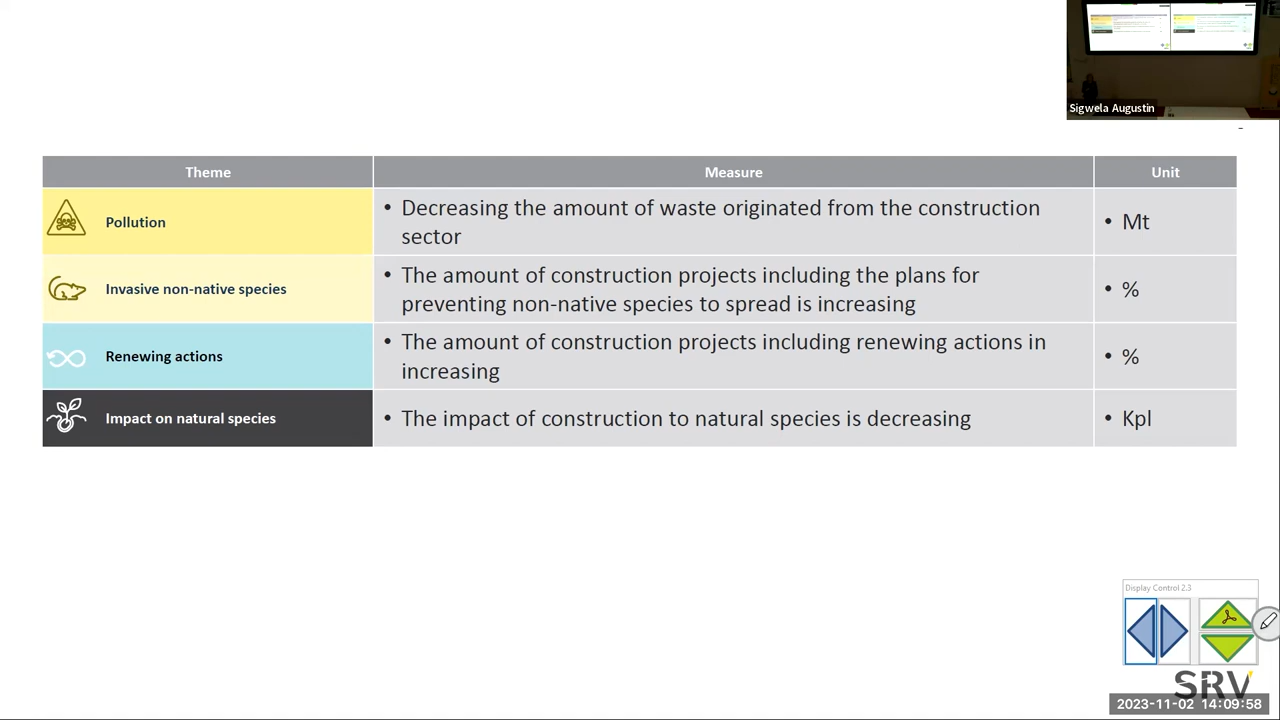 Sigwela Augustin
Theme Measure Unit
Pollution
• Decreasing the amount of waste originated from the construction
sector
• Mt
Invasive non-native species
• The amount of construction projects including the plans for
preventing non-native species to spread is increasing
• %
Renewing actions
• The amount of construction projects including renewing actions in
increasing
• %
Impact on natural species
• The impact of construction to natural species is decreasing
• Kpl
Display Control 2.3
SRV
2023-11-02 14:09:58